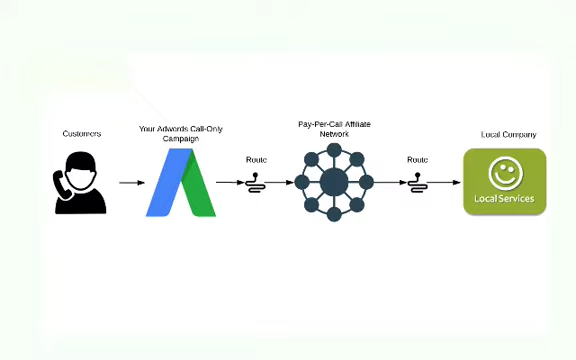 Customers
Your Adwords Call-Only
Campaign
Route
Pay-Per-Call Affiliate
Network
Route
Local Company
Local Services